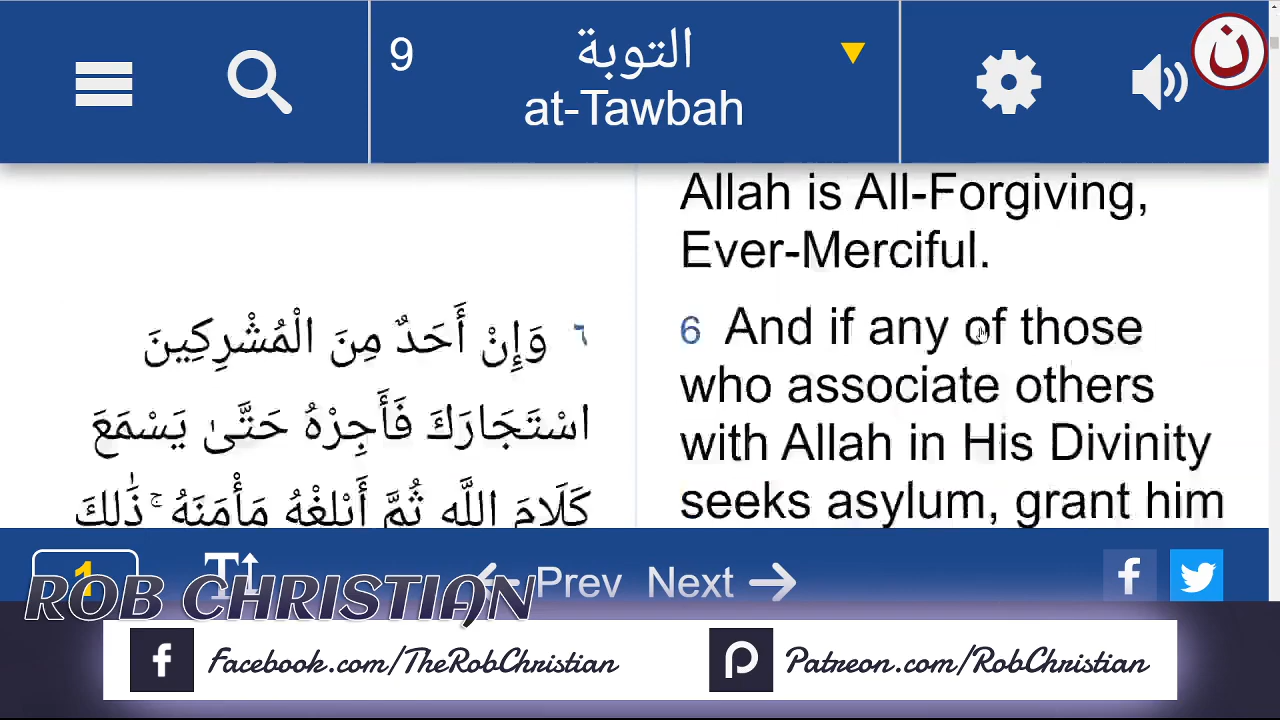 9
التوبة
at-Tawbah
ن
Allah is All-Forgiving,
Ever-Merciful.
٦ وَإِنْ أَحَدٌ مِنَ الْمُشْرِكِينَ
اسْتَجَارَكَ فَأَجِرْهُ حَتَّىٰ يَسْمَعَ
كَلَامَ اللَّهِ ثُمَّ أَبْلِغْهُ مَأْمَنَهُ ۚ ذَٰلِكَ
6 And if any of those
who associate others
with Allah in His Divinity
seeks asylum, grant him
1
T
Prev Next
ROB CHRISTIAN
Facebook.com/TheRobChristian
Patreon.com/RobChristian